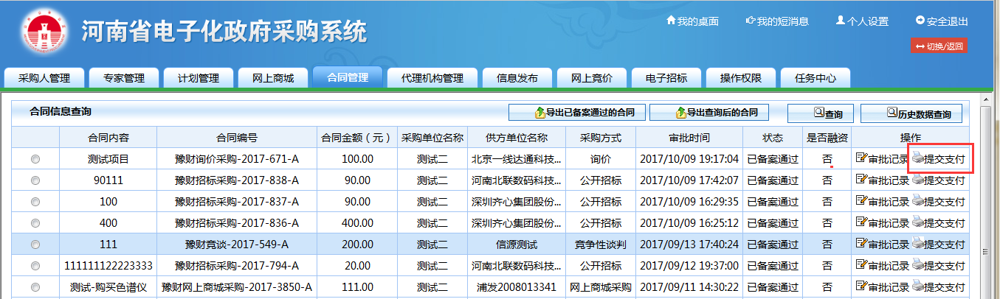 河南省电子化政府采购系统
我的桌面 我的短消息 个人设置 安全退出
切换/返回
采购人管理 专家管理 计划管理 网上商城 合同管理 代理机构管理 信息发布 网上竞价 电子招标 操作权限 任务中心
合同信息查询 导出已备案通过的合同 导出查询后的合同 查询 历史数据查询
合同内容 合同编号 合同金额（元） 采购单位名称 供方单位名称 采购方式 审批时间 状态 是否融资 操作
测试项目 豫财询价采购-2017-671-A 100.00 测试二 北京一线达通科技... 询价 2017/10/09 19:17:04 已备案通过 否 审批记录 提交支付
90111 豫财招标采购-2017-838-A 90.00 测试二 河南北联数码科技... 公开招标 2017/10/09 17:42:07 已备案通过 否 审批记录 提交支付
100 豫财招标采购-2017-837-A 90.00 测试二 深圳齐心集团股份... 公开招标 2017/10/09 16:29:35 已备案通过 否 审批记录 提交支付
400 豫财招标采购-2017-836-A 400.00 测试二 深圳齐心集团股份... 公开招标 2017/10/09 16:25:12 已备案通过 否 审批记录 提交支付
111 豫财竞谈-2017-549-A 200.00 测试二 信源测试 竞争性谈判 2017/09/13 17:40:24 已备案通过 否 审批记录 提交支付
111111122223333 豫财招标采购-2017-794-A 20.00 测试二 河南北联数码科技... 公开招标 2017/09/12 19:37:00 已备案通过 否 审批记录 提交支付
测试-购买色谱仪 豫财网上商城采购-2017-3850-A 111.00 测试二 浦发2008013341 网上商城采购 2017/09/11 14:30:22 已备案通过 否 审批记录 提交支付